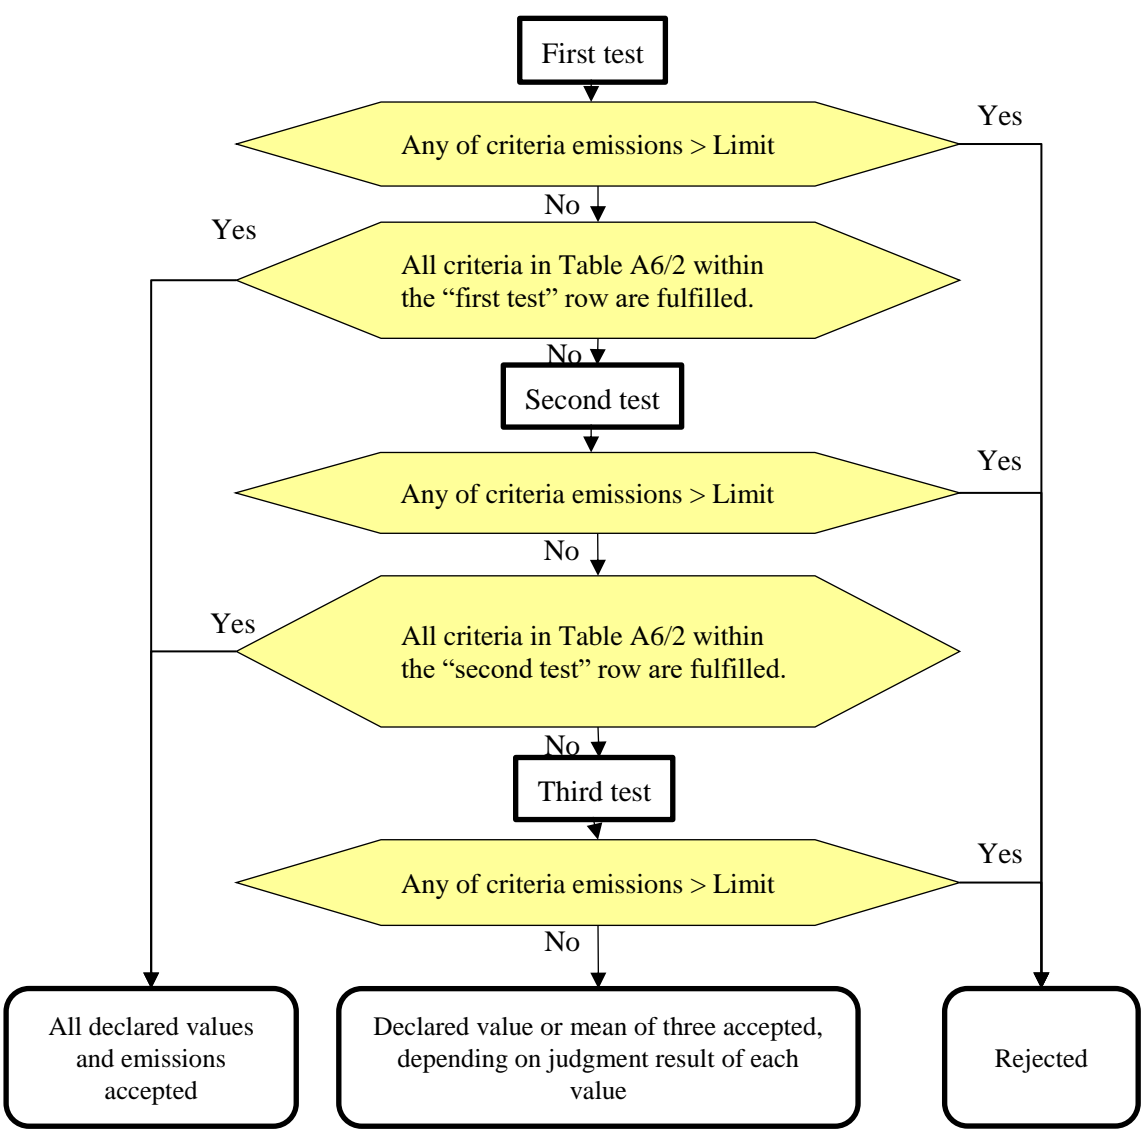 First test
Yes
Any of criteria emissions > Limit
No
Yes
All criteria in Table A6/2 within
the “first test” row are fulfilled.
No
Second test
Yes
Any of criteria emissions > Limit
No
Yes
All criteria in Table A6/2 within
the “second test” row are fulfilled.
No
Third test
Yes
Any of criteria emissions > Limit
No
All declared values
and emissions
accepted
Declared value or mean of three accepted,
depending on judgment result of each
value
Rejected